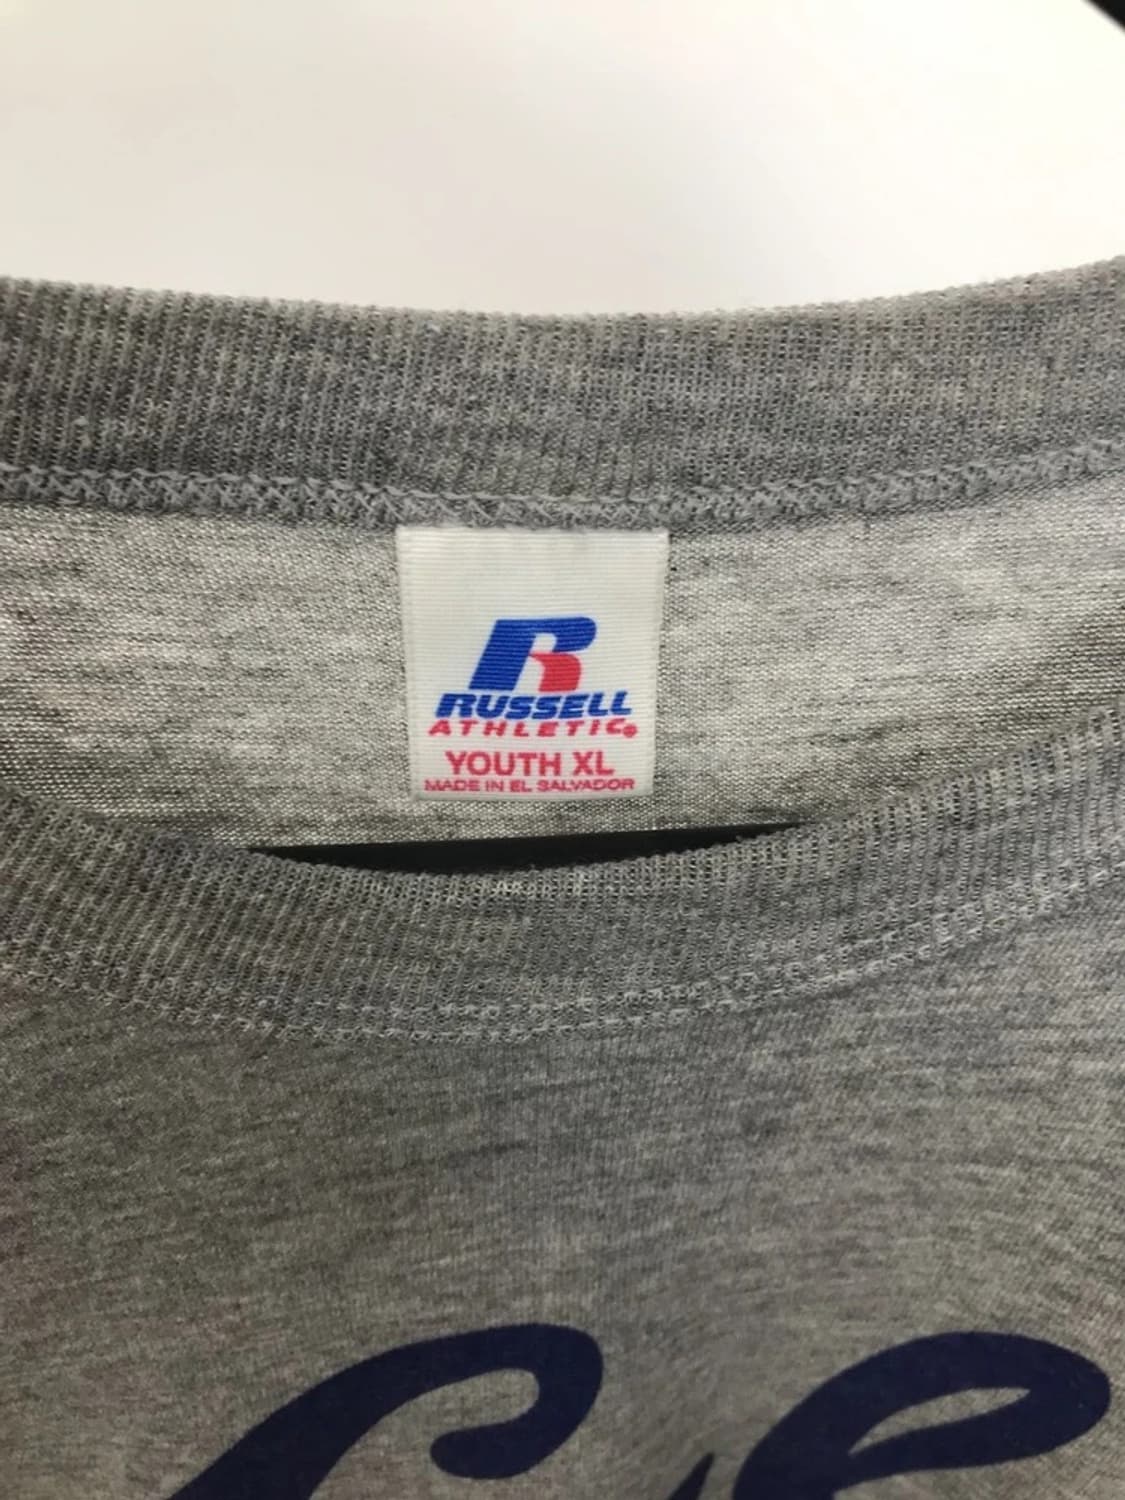 R
RUSSELL
ATHLETIC®
YOUTH XL
MADE IN EL SALVADOR